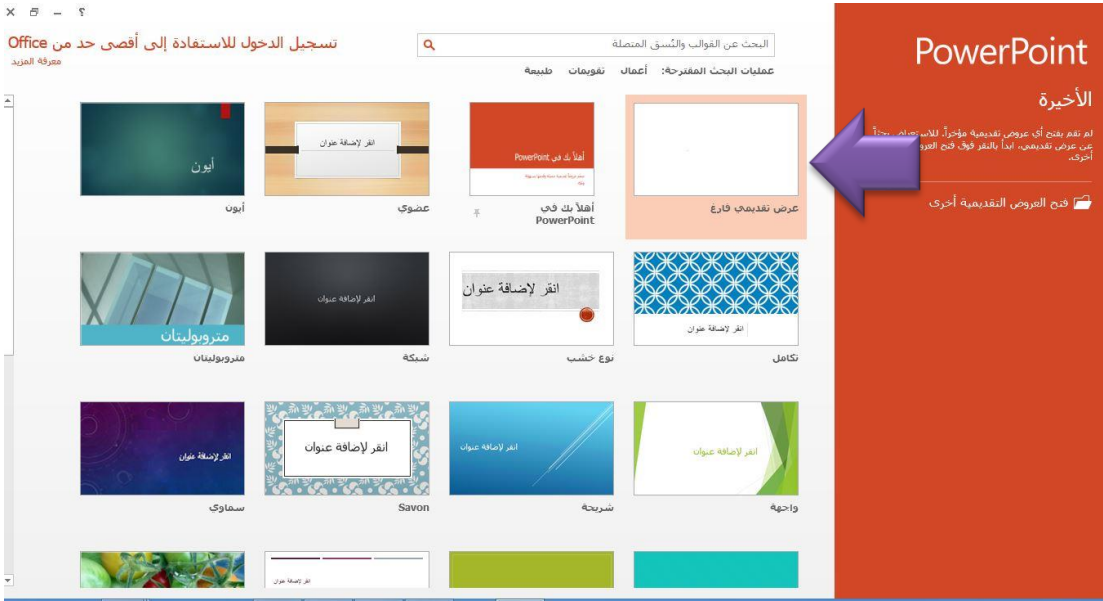 PowerPoint
الأخيرة
لم تقم بفتح أي عروض تقديمية مؤخراً. للاستعراض بحثاً
عن عرض تقديمي، ابدأ بالنقر فوق فتح العروض
أخرى.
فتح العروض التقديمية أخرى
؟
تسجيل الدخول للاستفادة إلى أقصى حد من Office
معرفة المزيد
البحث عن القوالب والنُسق المتصلة
عمليات البحث المقترحة: أعمال تقويمات طبيعة
عرض تقديمي فارغ
أهلاً بك في PowerPoint
أهلاً بك في
PowerPoint
انقر لإضافة عنوان
عضوي
أيون
أيون
انقر لإضافة عنوان
تكامل
انقر لإضافة عنوان
نوع خشب
انقر لإضافة عنوان
شبكة
متروبوليتان
متروبوليتان
انقر لإضافة عنوان
واجهة
انقر لإضافة عنوان
شريحة
انقر لإضافة عنوان
Savon
انقر لإضافة عنوان
سماوي
انقر لإضافة عنوان